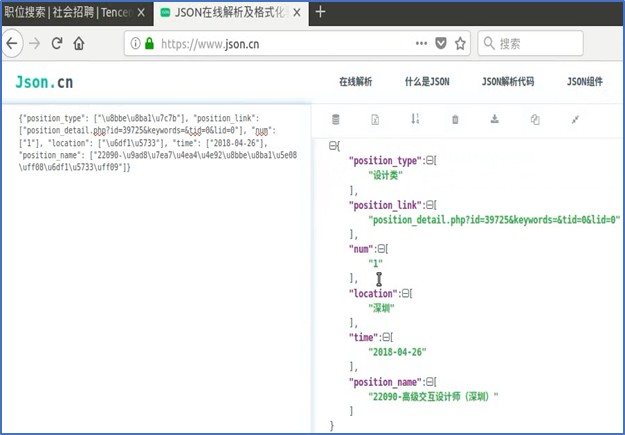 职位搜索 | 社会招聘 | Tencen
JSON在线解析及格式化
https://www.json.cn
搜索
Json.cn
在线解析
什么是JSON
JSON解析代码
JSON组件
{"position_type": ["\u8bbe\u8ba1\u7c7b"], "position_link":
["position_detail.php?id=39725&keywords=&tid=0&lid=0"], "num":
["1"], "location": ["\u6df1\u5733"], "time": ["2018-04-26"],
"position_name": ["22090-\u9ad8\u7ea7\u4ea4\u4e92\u8bbe\u8ba1\u5e08
\uff08\u6df1\u5733\uff09"]}
{
"position_type":[
"设计类"
],
"position_link":[
"position_detail.php?id=39725&keywords=&tid=0&lid=0"
],
"num":[
"1"
],
"location":[
"深圳"
],
"time":[
"2018-04-26"
],
"position_name":[
"22090-高级交互设计师（深圳）"
]
}